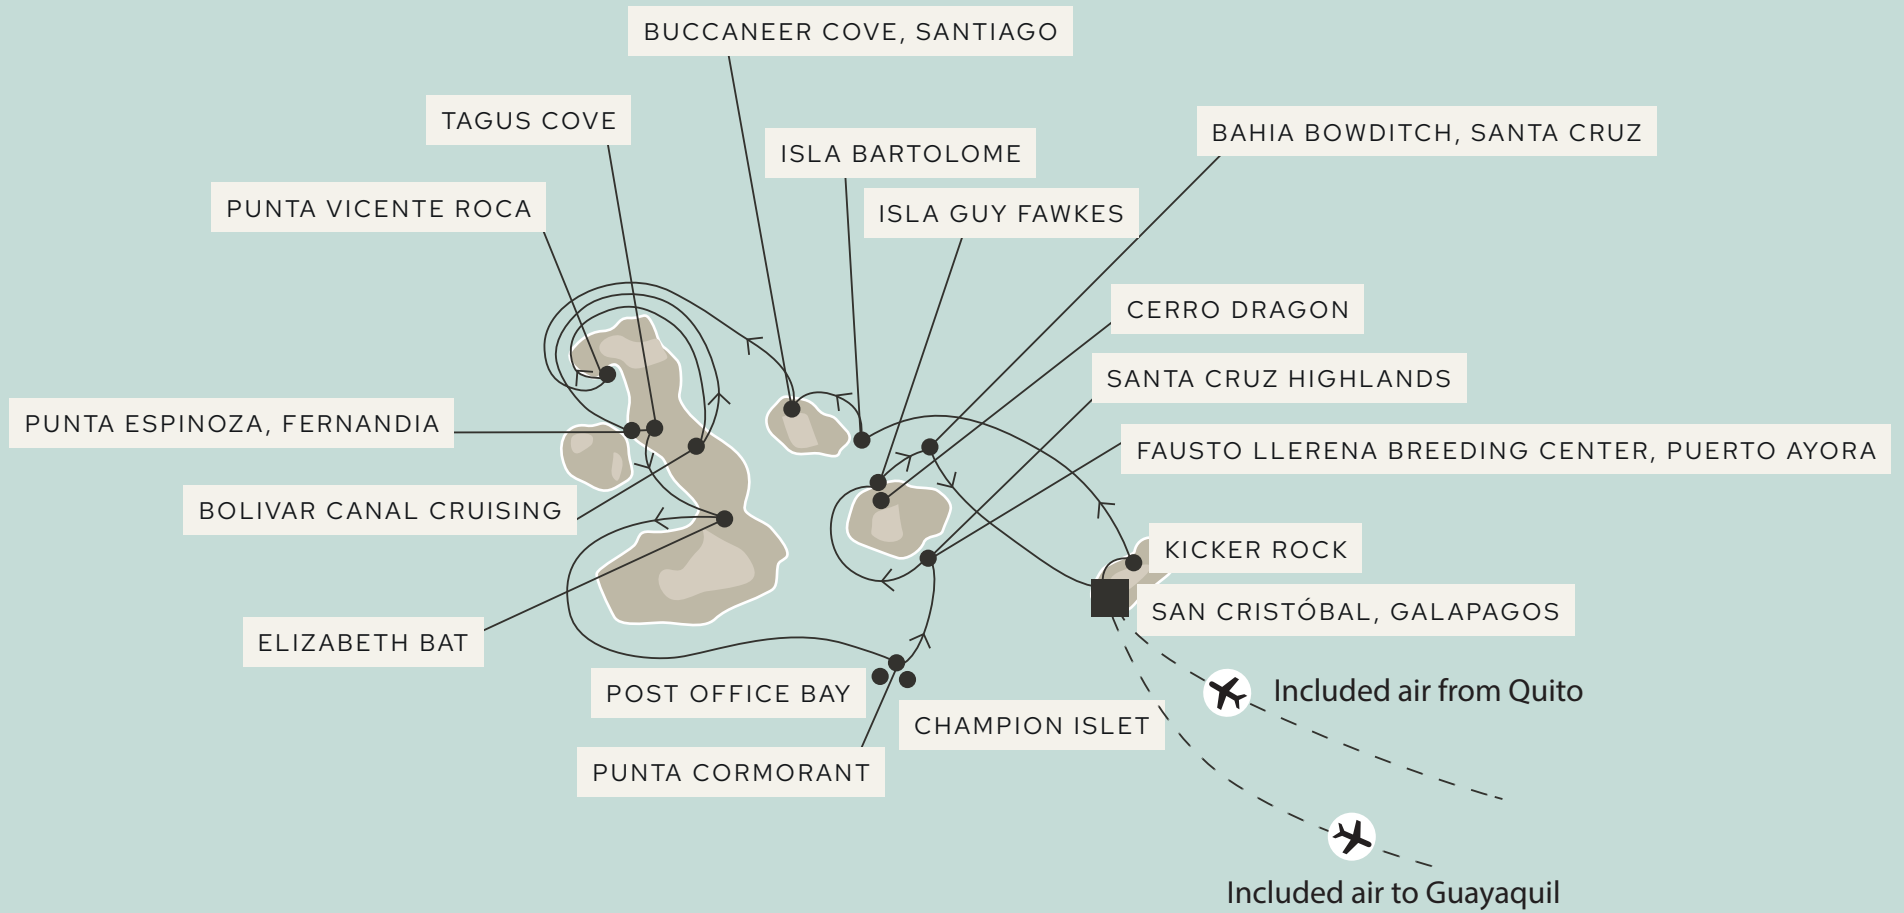 BUCCANEER COVE, SANTIAGO
TAGUS COVE
BAHIA BOWDITCH, SANTA CRUZ
ISLA BARTOLOME
PUNTA VICENTE ROCA
ISLA GUY FAWKES
CERRO DRAGON
SANTA CRUZ HIGHLANDS
PUNTA ESPINOZA, FERNANDIA
FAUSTO LLERENA BREEDING CENTER, PUERTO AYORA
BOLIVAR CANAL CRUISING
KICKER ROCK
SAN CRISTÓBAL, GALAPAGOS
ELIZABETH BAT
POST OFFICE BAY
Included air from Quito
CHAMPION ISLET
PUNTA CORMORANT
Included air to Guayaquil